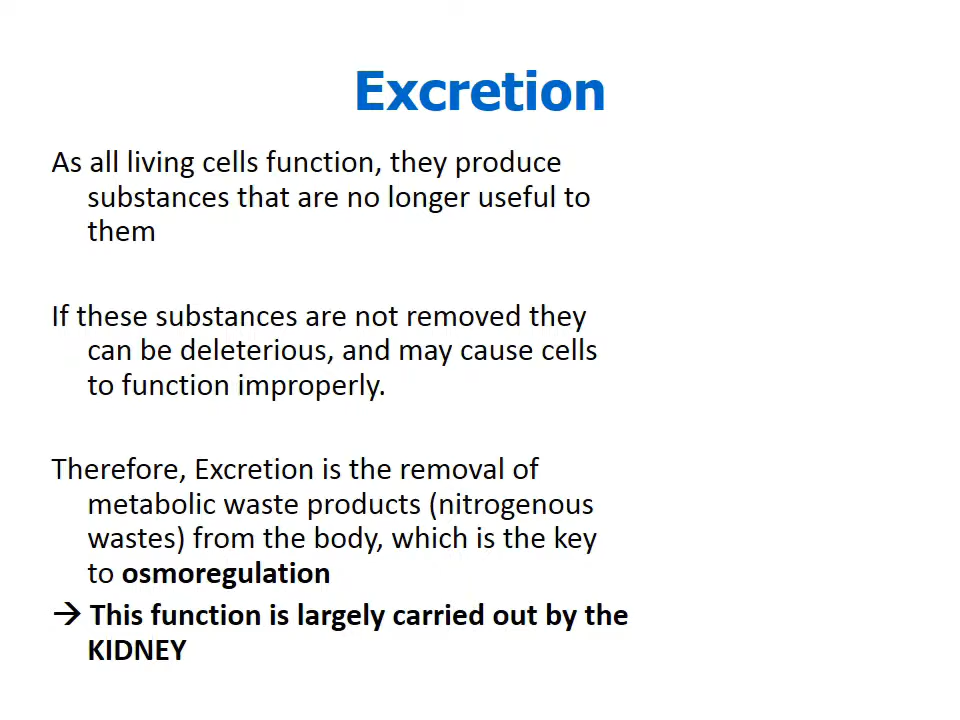 Excretion
As all living cells function, they produce
substances that are no longer useful to
them
If these substances are not removed they
can be deleterious, and may cause cells
to function improperly.
Therefore, Excretion is the removal of
metabolic waste products (nitrogenous
wastes) from the body, which is the key
to osmoregulation
→ This function is largely carried out by the
KIDNEY